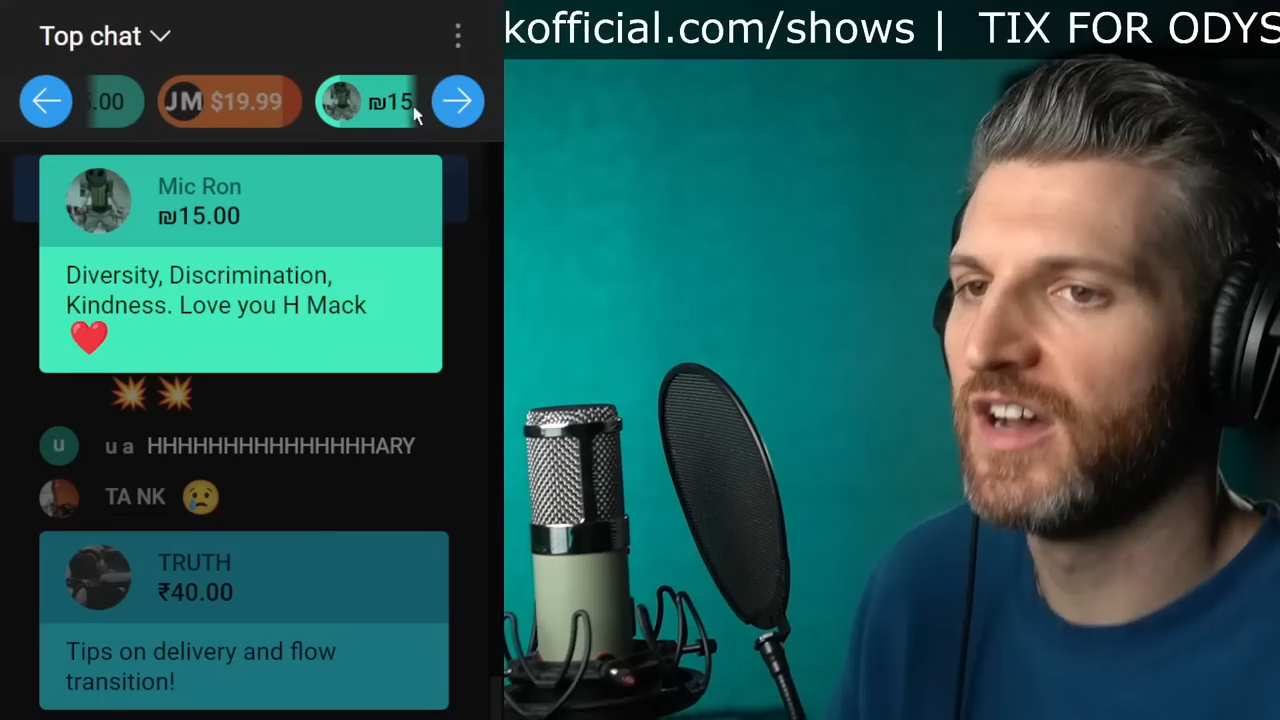 kofficial.com/shows | TIX FOR ODYS
Top chat
.00
JM $19.99
₪15
Mic Ron
₪15.00
Diversity, Discrimination,
Kindness. Love you H Mack
❤️
💥 💥
u u a HHHHHHHHHHHHHHHARY
TA NK 😢
TRUTH
₹40.00
Tips on delivery and flow
transition!